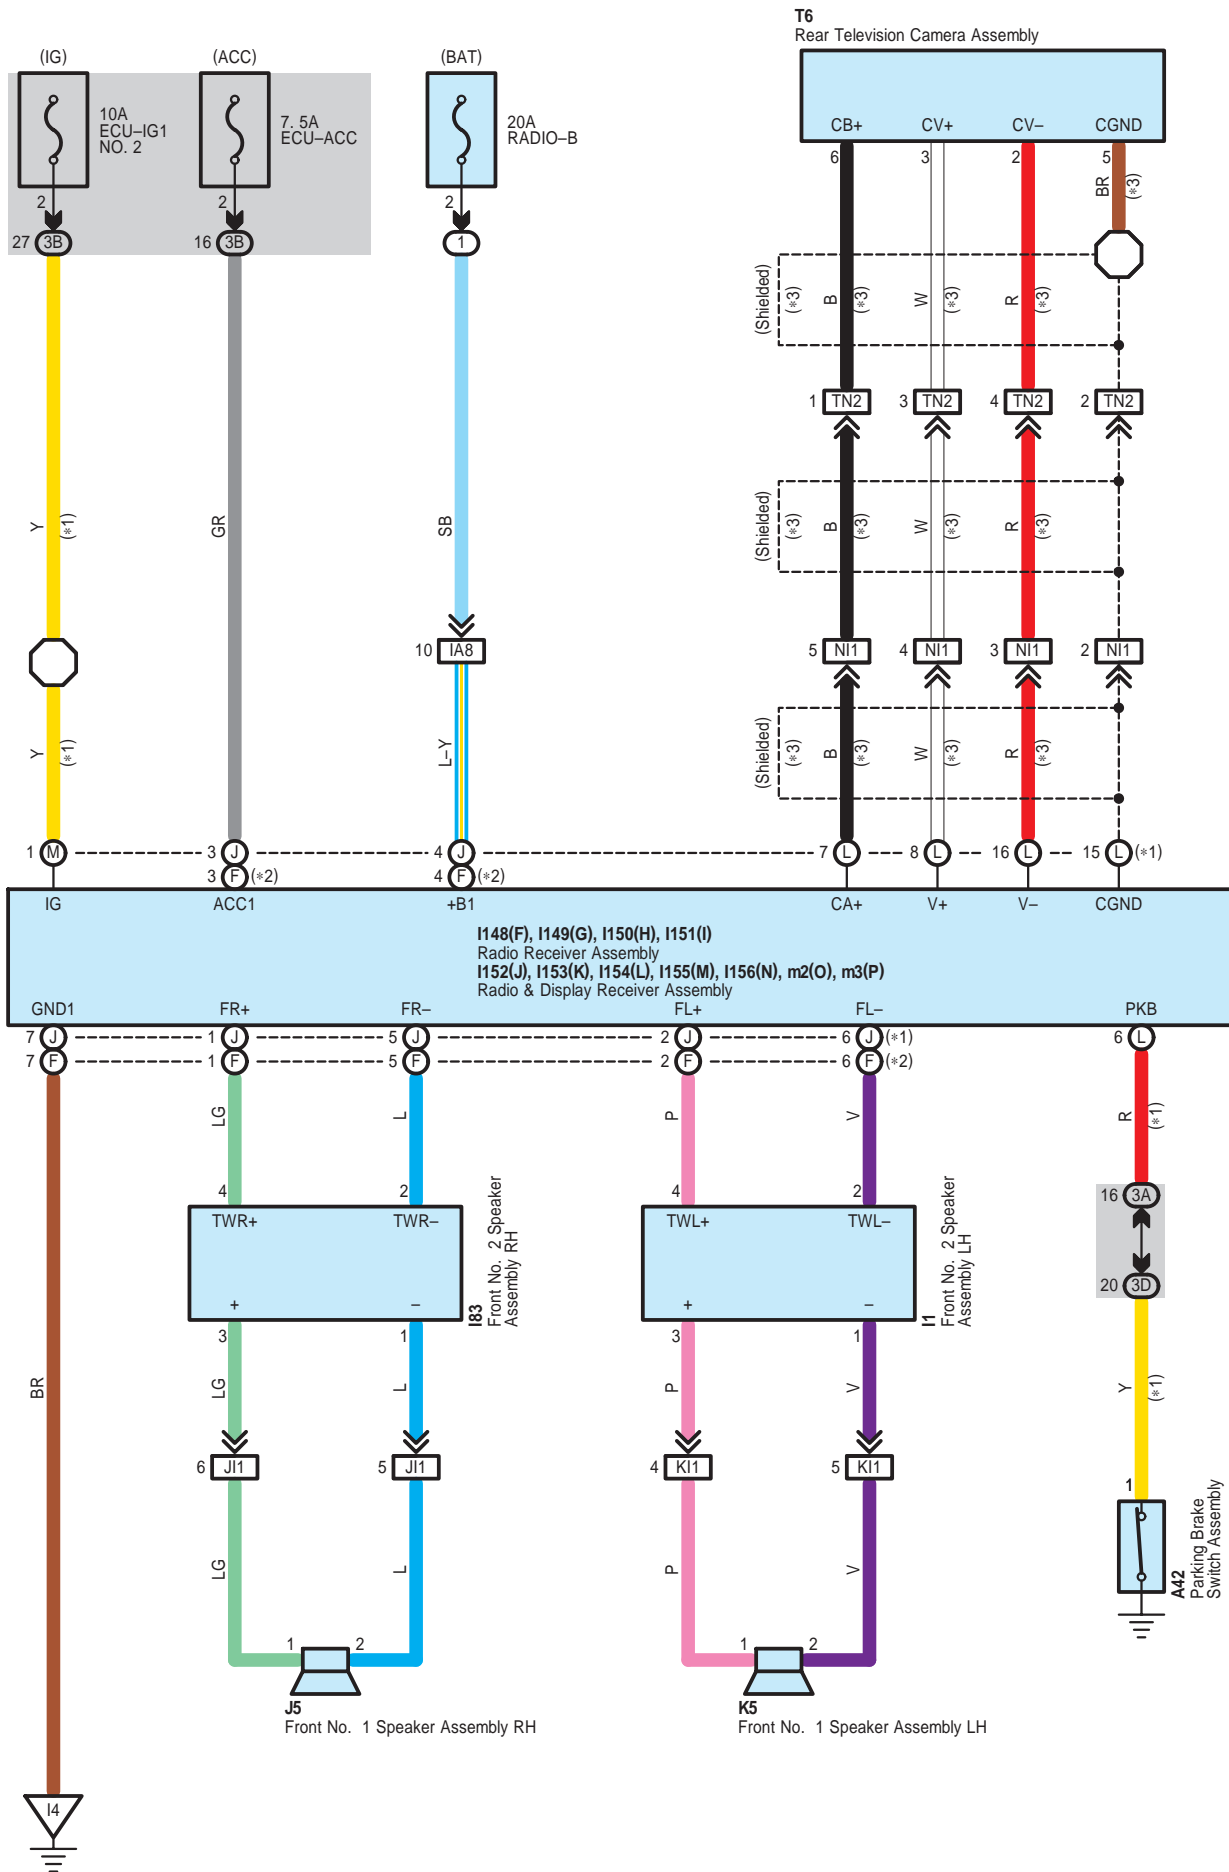 T6
Rear Television Camera Assembly
(IG) (ACC) (BAT)
10A
ECU–IG1
NO. 2
7. 5A
ECU–ACC
20A
RADIO–B
CB+ CV+ CV– CGND
6 3 2 5
BR (*3)
2 2 2
27 3B 16 3B 1
(Shielded) (*3) B (*3) W (*3) R (*3)
1 TN2 3 TN2 4 TN2 2 TN2
Y (*1) GR SB
(Shielded) (*3) B (*3) W (*3) R (*3)
10 IA8 5 NI1 4 NI1 3 NI1 2 NI1
Y (*1) L–Y
(Shielded) (*3) B (*3) W (*3) R (*3)
1 M 3 J 4 J 7 L 8 L 16 L 15 L (*1)
3 F (*2) 4 F (*2)
IG ACC1 +B1 CA+ V+ V– CGND
I148(F), I149(G), I150(H), I151(I)
Radio Receiver Assembly
I152(J), I153(K), I154(L), I155(M), I156(N), m2(O), m3(P)
Radio & Display Receiver Assembly
GND1 FR+ FR– FL+ FL– PKB
7 J 1 J 5 J 2 J 6 J (*1) 6 L
7 F 1 F 5 F 2 F 6 F (*2)
LG L P V R (*1)
4 2 4 2 16 3A
TWR+ TWR– TWL+ TWL–
I83
Front No. 2 Speaker
Assembly RH
I1
Front No. 2 Speaker
Assembly LH
20 3D
+ – + –
3 1 3 1
BR LG L P V Y (*1)
6 JI1 5 JI1 4 KI1 5 KI1
1
LG L P V
A42
Parking Brake
Switch Assembly
1 2 1 2
J5
Front No. 1 Speaker Assembly RH
K5
Front No. 1 Speaker Assembly LH
I4